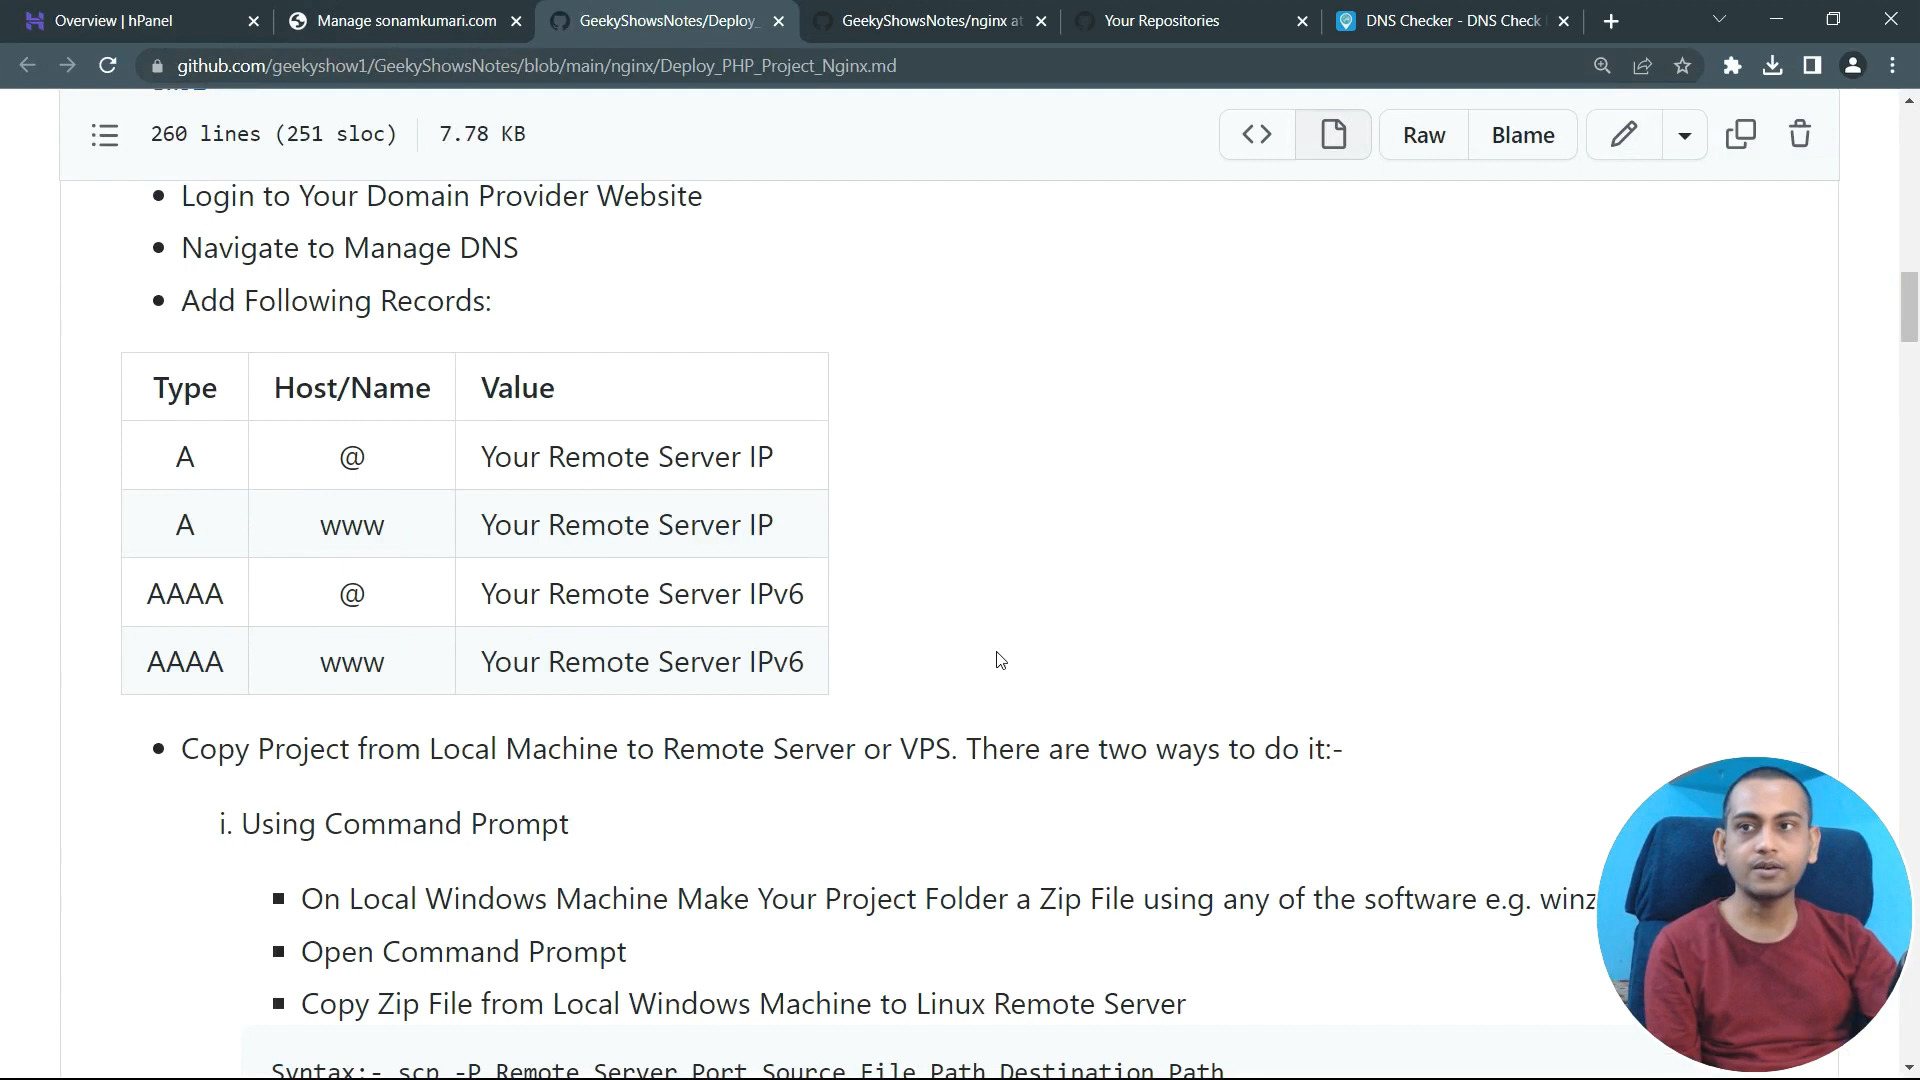 Overview | hPanel
Manage sonamkumari.com
GeekyShowsNotes/Deploy_
GeekyShowsNotes/nginx at
Your Repositories
DNS Checker - DNS Check
github.com/geekyshow1/GeekyShowsNotes/blob/main/nginx/Deploy_PHP_Project_Nginx.md
260 lines (251 sloc) 7.78 KB
Raw
Blame
Login to Your Domain Provider Website
Navigate to Manage DNS
Add Following Records:
Type Host/Name Value
A @ Your Remote Server IP
A www Your Remote Server IP
AAAA @ Your Remote Server IPv6
AAAA www Your Remote Server IPv6
Copy Project from Local Machine to Remote Server or VPS. There are two ways to do it:-
i. Using Command Prompt
On Local Windows Machine Make Your Project Folder a Zip File using any of the software e.g. winz
Open Command Prompt
Copy Zip File from Local Windows Machine to Linux Remote Server
Syntax:- scp -P Remote_Server_Port Source_File_Path Destination_Path